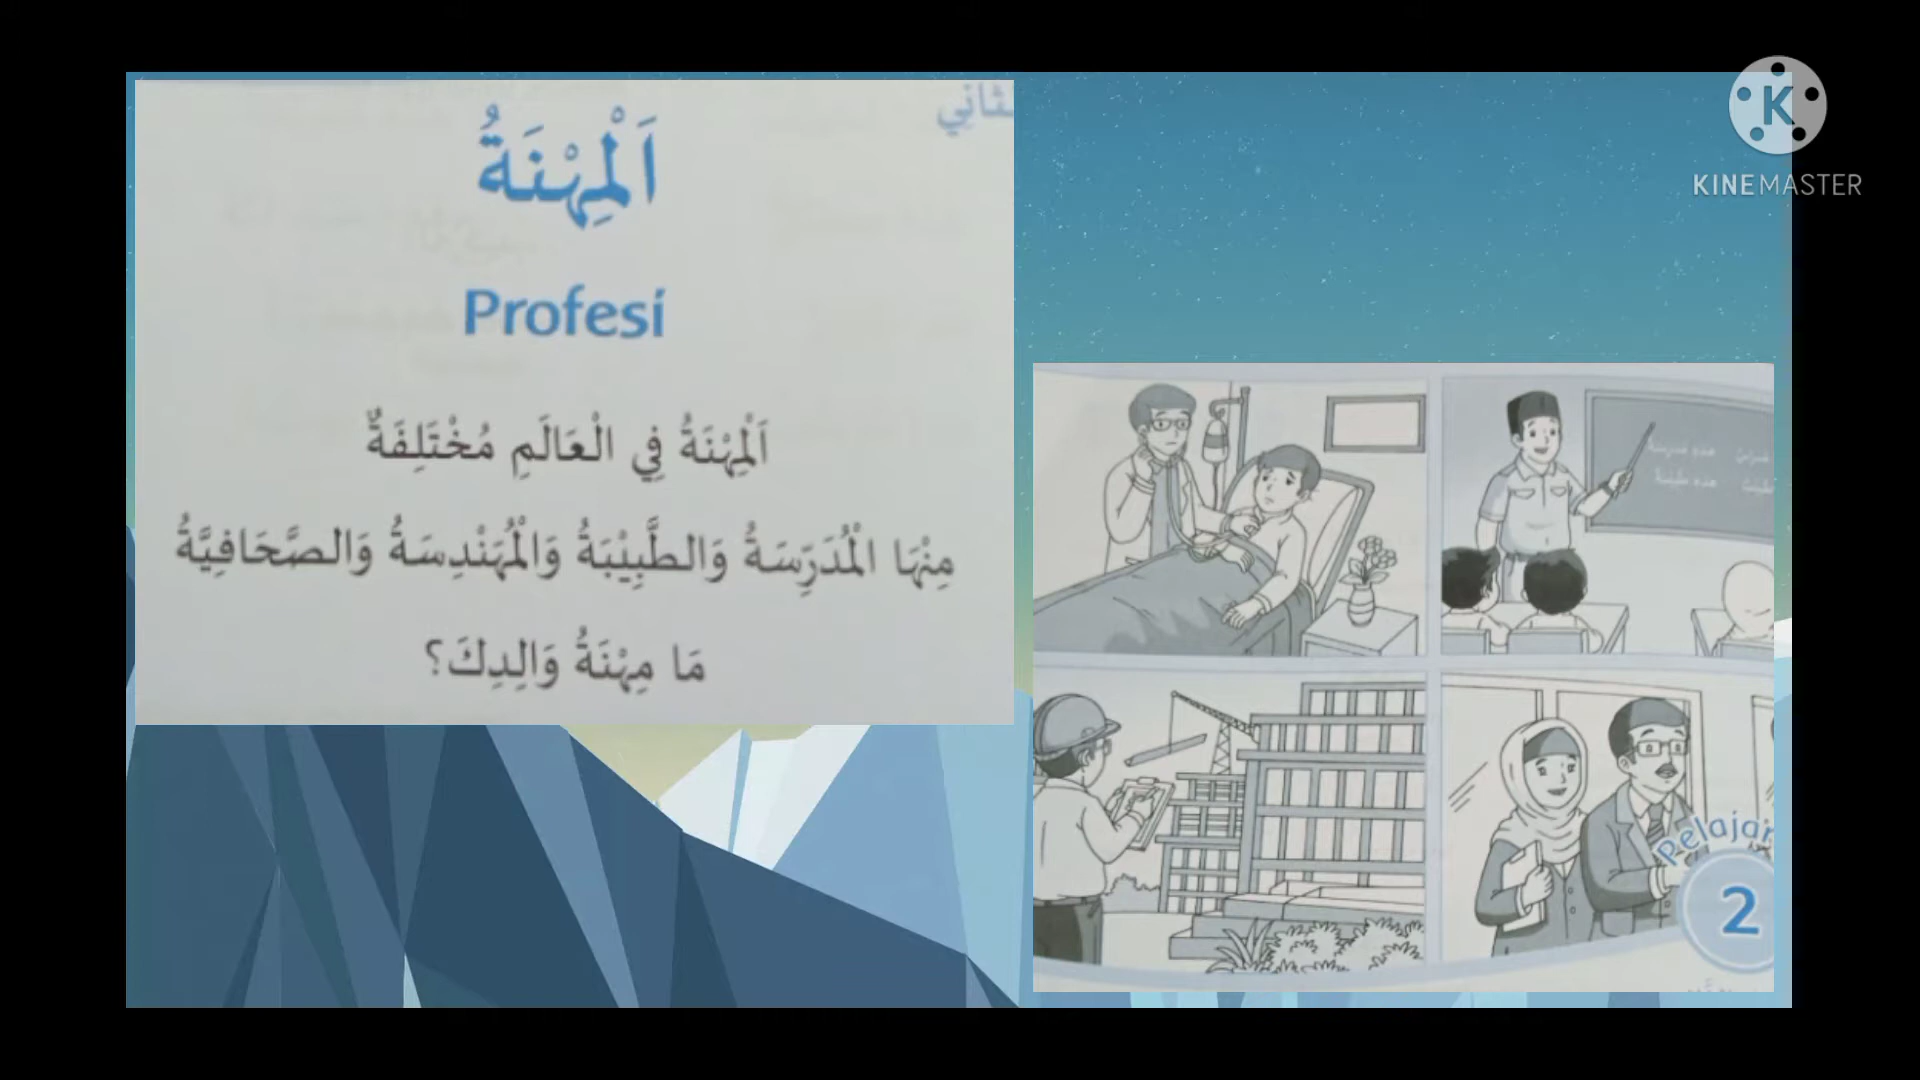 اَلْمِهْنَةُ
Profesi
اَلْمِهْنَةُ فِي الْعَالَمِ مُخْتَلِفَةٌ
مِنْهَا الْمُدَرِّسَةُ وَالطَّبِيْبَةُ وَالْمُهَنْدِسَةُ وَالصَّحَافِيَّةُ
مَا مِهْنَةُ وَالِدِكَ؟
KINEMASTER
Pelajar
2